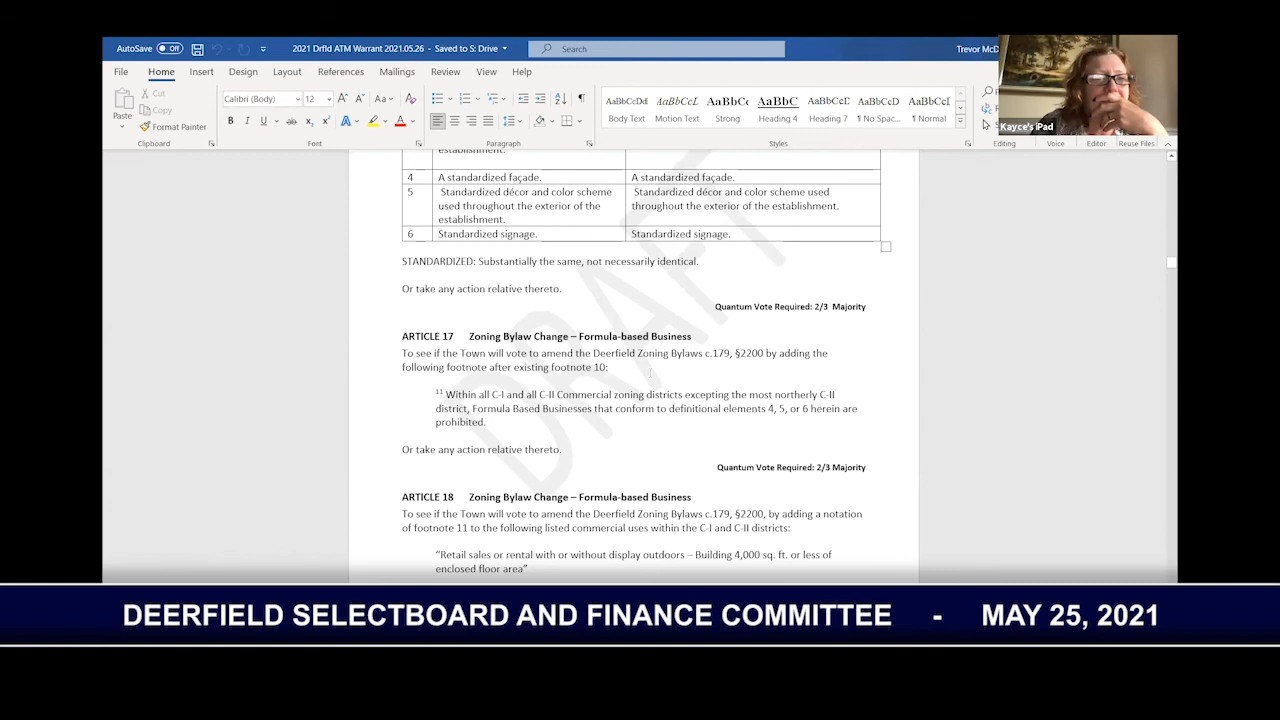 AutoSave Off 2021 Drfld ATM Warrant 2021.05.26 - Saved to S: Drive Search Trevor McD
File Home Insert Design Layout References Mailings Review View Help
Paste Cut Copy Format Painter
Calibri (Body) 12
AaBbCcDd AaBbCcL AaBbCc AaBbC AaBbCcC AaBbCcD AaBbCcI
Body Text Motion Text Strong Heading 4 Heading 7 ¶ No Spac... ¶ Normal
Clipboard Font Paragraph Styles Editing Voice Editor Reuse Files
Kayce's iPad
establishment.
4 A standardized façade. A standardized façade.
5 Standardized décor and color scheme Standardized décor and color scheme used
used throughout the exterior of the throughout the exterior of the establishment.
establishment.
6 Standardized signage. Standardized signage.
STANDARDIZED: Substantially the same, not necessarily identical.
Or take any action relative thereto.
Quantum Vote Required: 2/3 Majority
ARTICLE 17 Zoning Bylaw Change – Formula-based Business
To see if the Town will vote to amend the Deerfield Zoning Bylaws c.179, §2200 by adding the
following footnote after existing footnote 10:
11 Within all C-I and all C-II Commercial zoning districts excepting the most northerly C-II
district, Formula Based Businesses that conform to definitional elements 4, 5, or 6 herein are
prohibited.
Or take any action relative thereto.
Quantum Vote Required: 2/3 Majority
ARTICLE 18 Zoning Bylaw Change – Formula-based Business
To see if the Town will vote to amend the Deerfield Zoning Bylaws c.179, §2200, by adding a notation
of footnote 11 to the following listed commercial uses within the C-I and C-II districts:
"Retail sales or rental with or without display outdoors – Building 4,000 sq. ft. or less of
enclosed floor area"
DRAFT
DEERFIELD SELECTBOARD AND FINANCE COMMITTEE - MAY 25, 2021